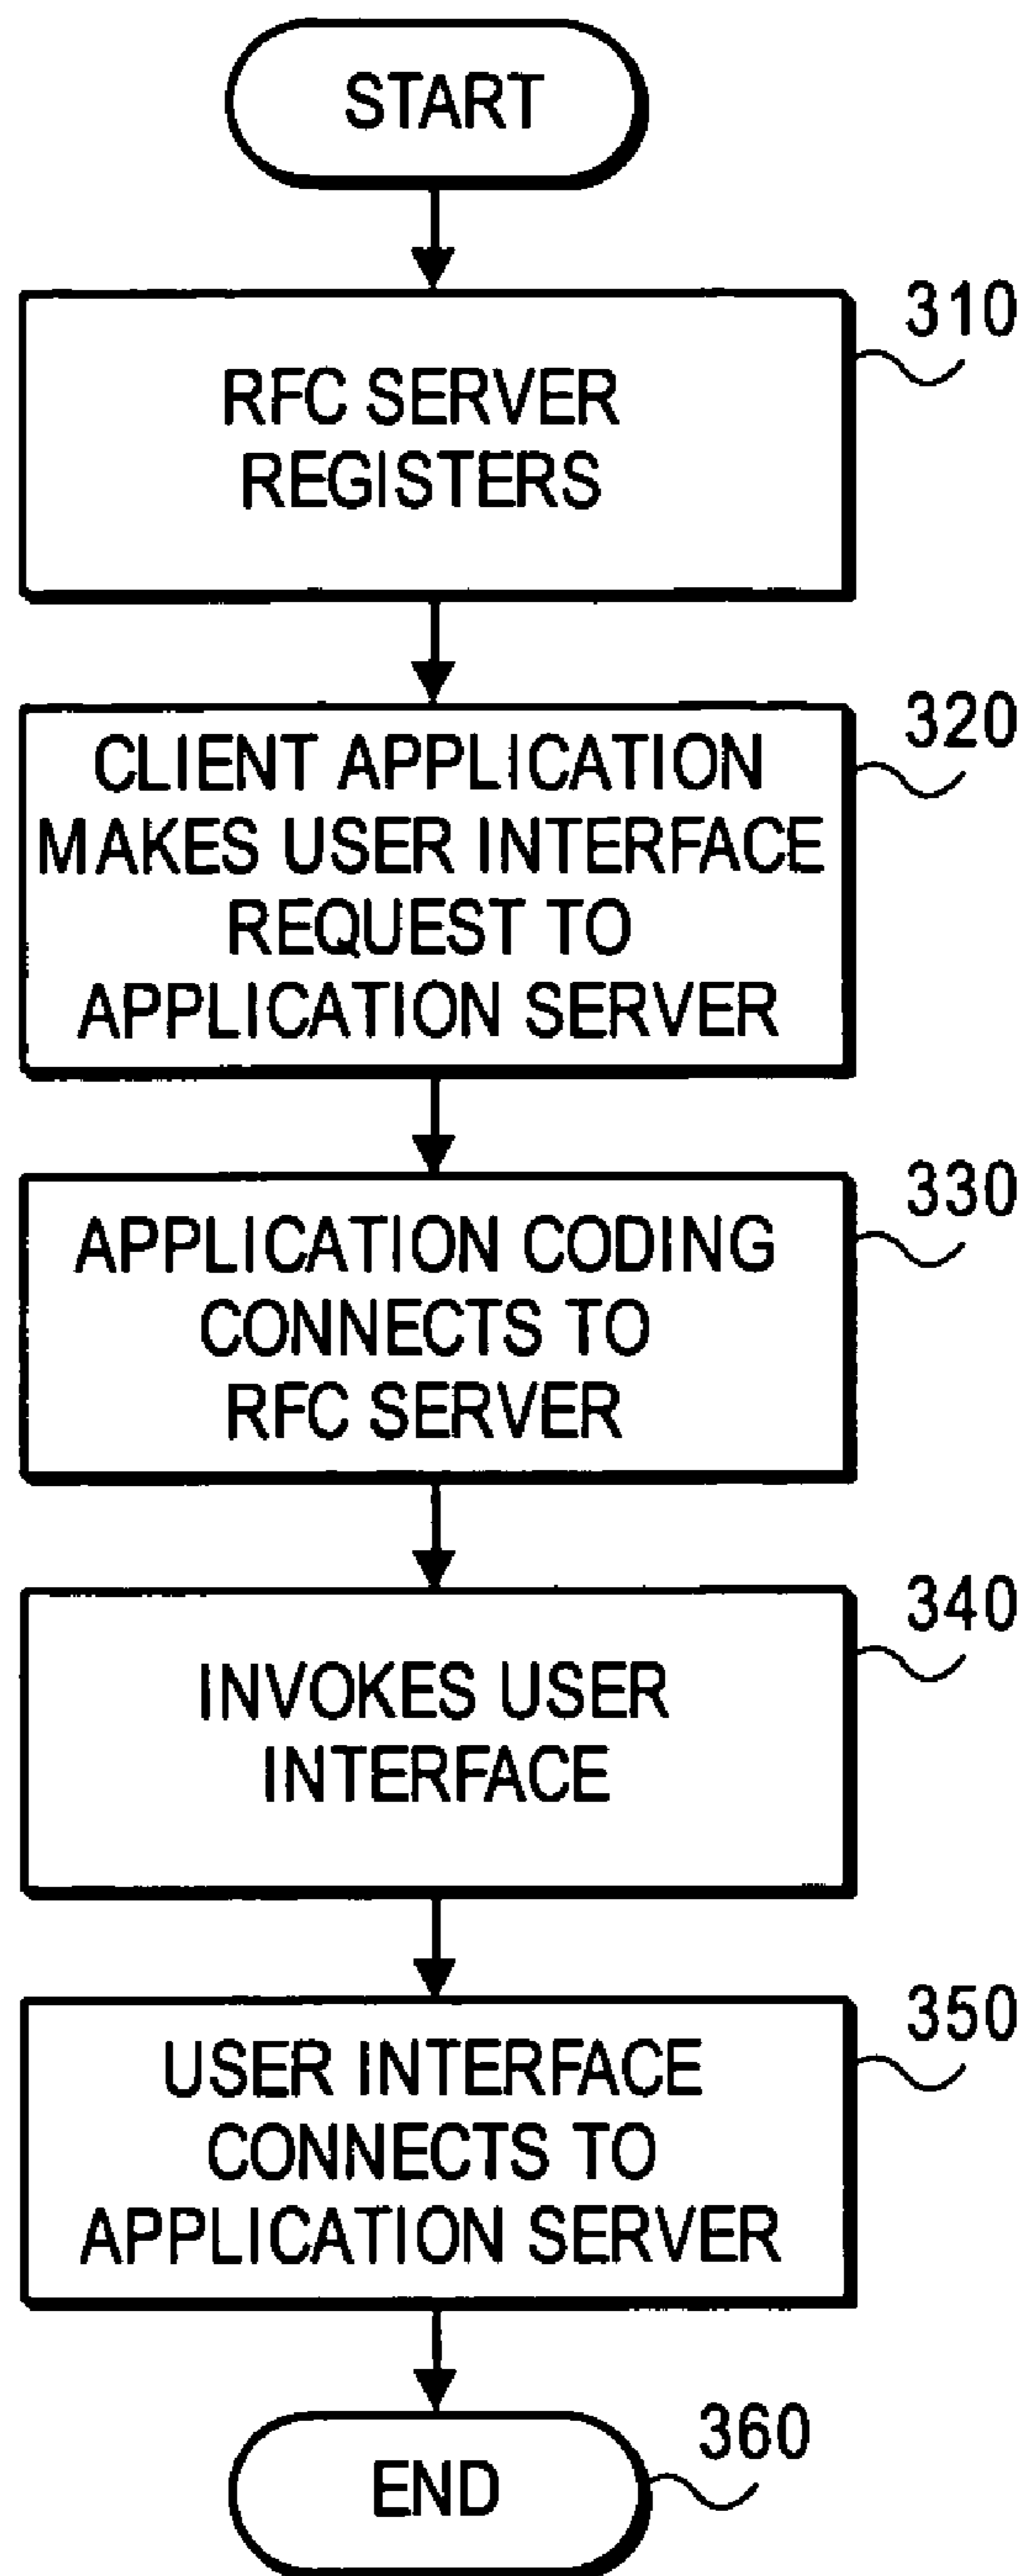 START
310
RFC SERVER
REGISTERS
320
CLIENT APPLICATION
MAKES USER INTERFACE
REQUEST TO
APPLICATION SERVER
330
APPLICATION CODING
CONNECTS TO
RFC SERVER
340
INVOKES USER
INTERFACE
350
USER INTERFACE
CONNECTS TO
APPLICATION SERVER
360
END